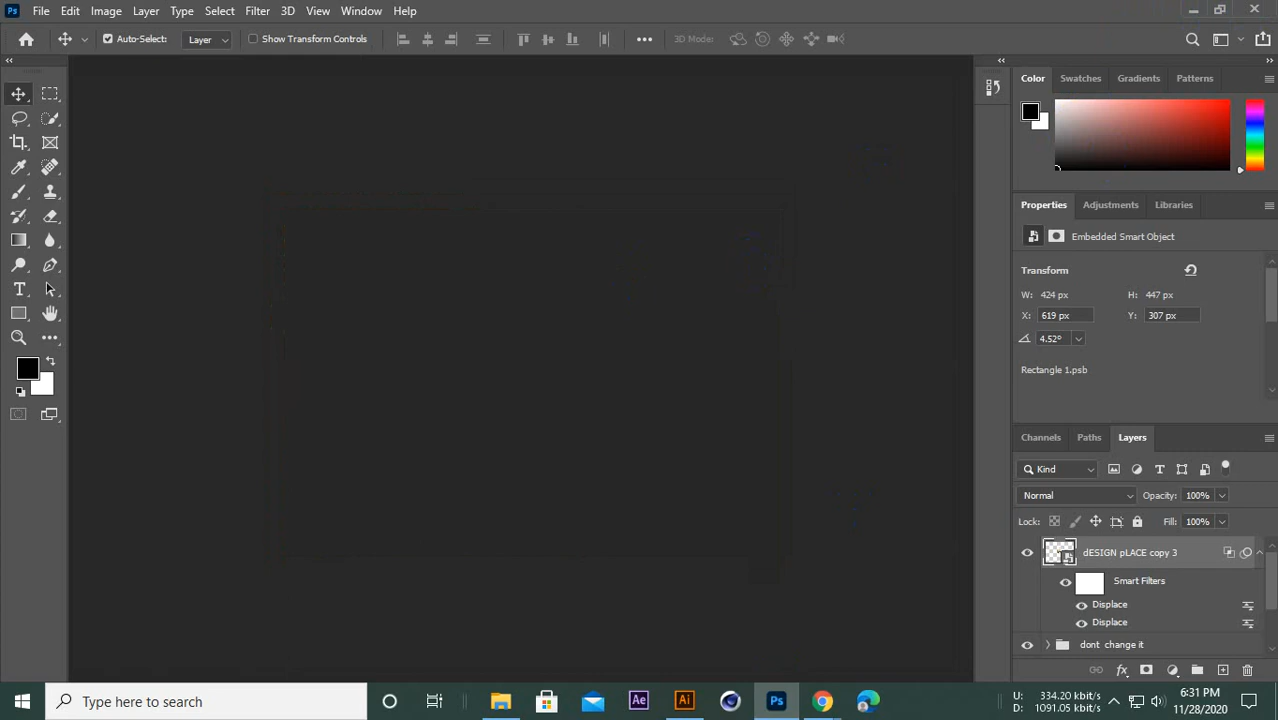 Ps File Edit Image Layer Type Select Filter 3D View Window Help
Auto-Select: Layer Show Transform Controls 3D Mode:
Color Swatches Gradients Patterns
Properties Adjustments Libraries
Embedded Smart Object
Transform
W: 424 px H: 447 px
X: 619 px Y: 307 px
4.52°
Rectangle 1.psb
Channels Paths Layers
Kind
Normal Opacity: 100%
Lock: Fill: 100%
dESIGN pLACE copy 3
Smart Filters
Displace
Displace
dont change it
fx
Type here to search
Ae Ai Ps
U: 334.20 kbit/s
D: 1091.05 kbit/s
6:31 PM
11/28/2020